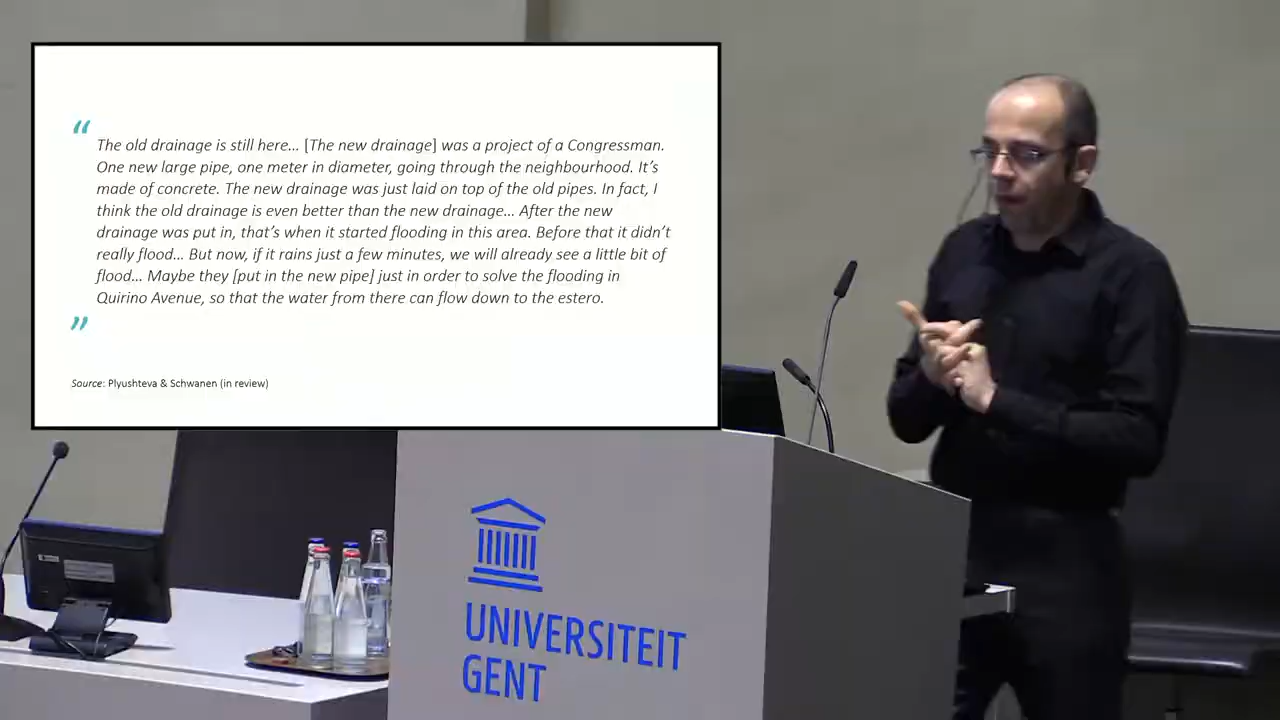 “
The old drainage is still here… [The new drainage] was a project of a Congressman.
One new large pipe, one meter in diameter, going through the neighbourhood. It’s
made of concrete. The new drainage was just laid on top of the old pipes. In fact, I
think the old drainage is even better than the new drainage… After the new
drainage was put in, that’s when it started flooding in this area. Before that it didn’t
really flood… But now, if it rains just a few minutes, we will already see a little bit of
flood… Maybe they [put in the new pipe] just in order to solve the flooding in
Quirino Avenue, so that the water from there can flow down to the estero.
”
Source: Plyushteva & Schwanen (in review)
UNIVERSITEIT
GENT